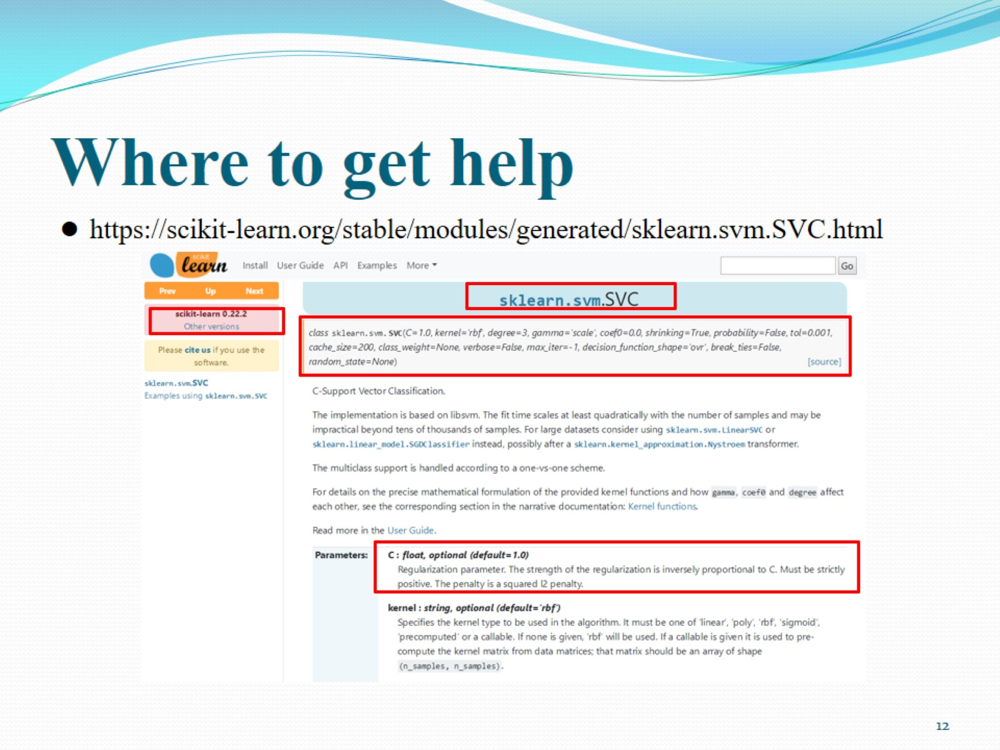 Where to get help
● https://scikit-learn.org/stable/modules/generated/sklearn.svm.SVC.html
scikit
learn
Install User Guide API Examples More
Go
Prev Up Next
scikit-learn 0.22.2
Other versions
Please cite us if you use the
software.
sklearn.svm.SVC
Examples using sklearn.svm.SVC
sklearn.svm.SVC
class sklearn.svm.SVC(C=1.0, kernel='rbf', degree=3, gamma='scale', coef0=0.0, shrinking=True, probability=False, tol=0.001,
cache_size=200, class_weight=None, verbose=False, max_iter=-1, decision_function_shape='ovr', break_ties=False,
random_state=None) [source]
C-Support Vector Classification.
The implementation is based on libsvm. The fit time scales at least quadratically with the number of samples and may be
impractical beyond tens of thousands of samples. For large datasets consider using sklearn.svm.LinearSVC or
sklearn.linear_model.SGDClassifier instead, possibly after a sklearn.kernel_approximation.Nystroem transformer.
The multiclass support is handled according to a one-vs-one scheme.
For details on the precise mathematical formulation of the provided kernel functions and how gamma, coef0 and degree affect
each other, see the corresponding section in the narrative documentation: Kernel functions.
Read more in the User Guide.
Parameters: C : float, optional (default=1.0)
Regularization parameter. The strength of the regularization is inversely proportional to C. Must be strictly
positive. The penalty is a squared l2 penalty.
kernel : string, optional (default='rbf')
Specifies the kernel type to be used in the algorithm. It must be one of 'linear', 'poly', 'rbf', 'sigmoid',
'precomputed' or a callable. If none is given, 'rbf' will be used. If a callable is given it is used to pre-
compute the kernel matrix from data matrices; that matrix should be an array of shape
(n_samples, n_samples).
12